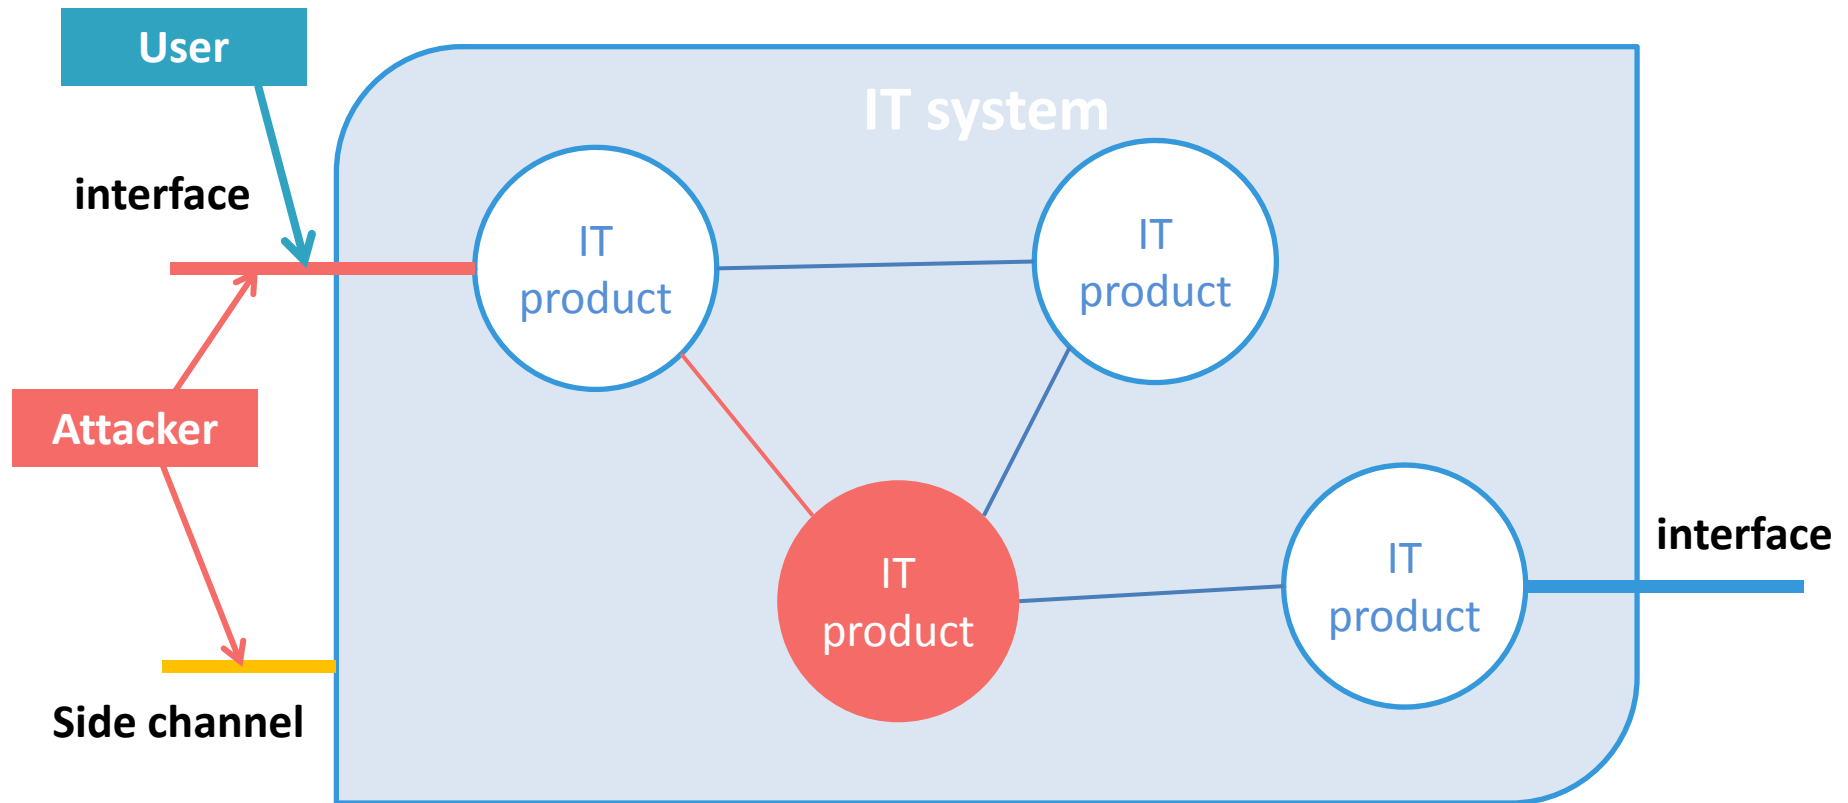 User
IT system
interface
IT
product
IT
product
Attacker
IT
product
IT
product
interface
Side channel